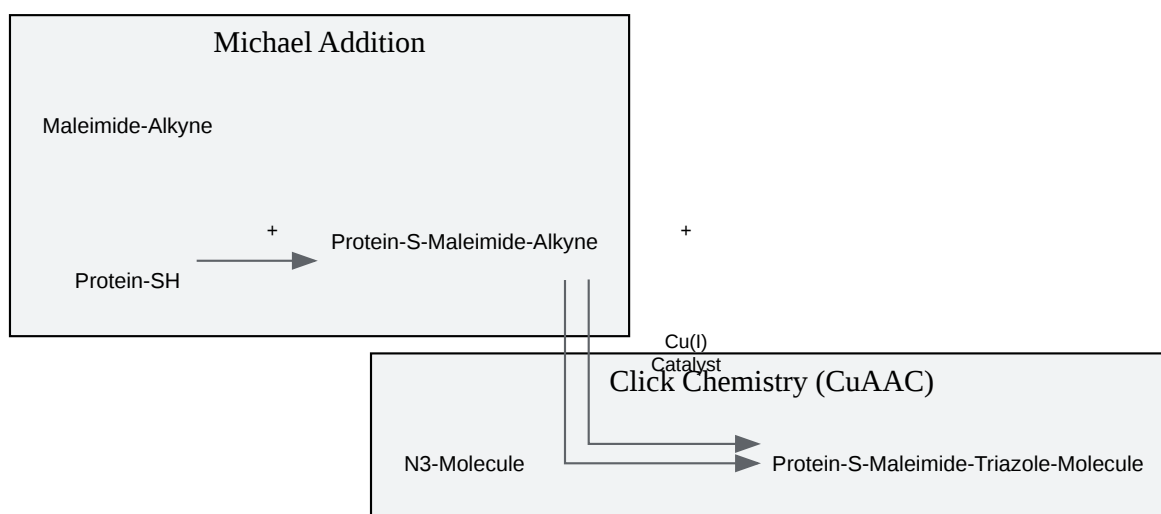 Michael Addition
Maleimide-Alkyne
+
+
Protein-S-Maleimide-Alkyne
Protein-SH
Cu(I)
Catalyst
Click Chemistry (CuAAC)
N3-Molecule
Protein-S-Maleimide-Triazole-Molecule